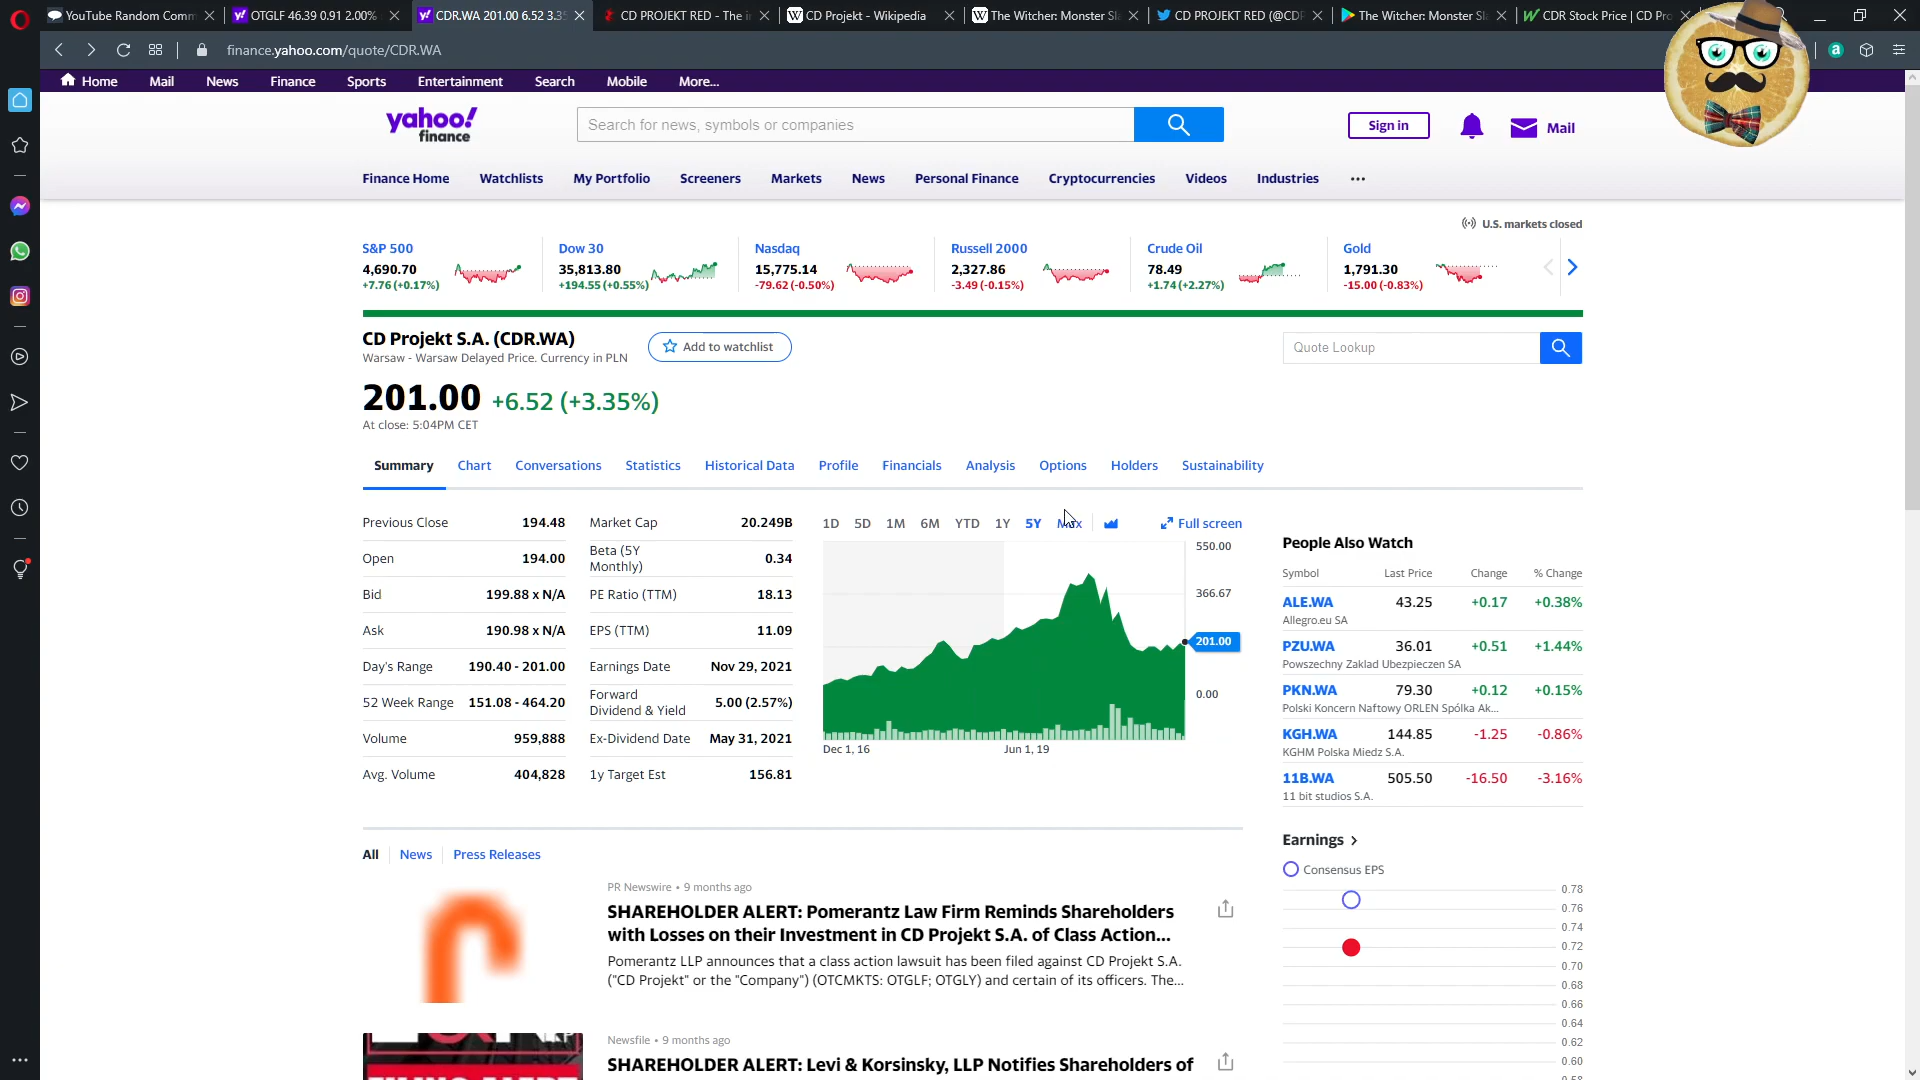 YouTube Random Comm
OTGLF 46.39 0.91 2.00%
CDR.WA 201.00 6.52 3.3
CD PROJEKT RED - The i
CD Projekt - Wikipedia
The Witcher: Monster Sl
CD PROJEKT RED (@CDP
The Witcher: Monster Sl
CDR Stock Price | CD Pro
finance.yahoo.com/quote/CDR.WA
Home Mail News Finance Sports Entertainment Search Mobile More...
yahoo!
finance
Search for news, symbols or companies
Sign in
Mail
Finance Home Watchlists My Portfolio Screeners Markets News Personal Finance Cryptocurrencies Videos Industries
U.S. markets closed
S&P 500
4,690.70
+7.76 (+0.17%)
Dow 30
35,813.80
+194.55 (+0.55%)
Nasdaq
15,775.14
-79.62 (-0.50%)
Russell 2000
2,327.86
-3.49 (-0.15%)
Crude Oil
78.49
+1.74 (+2.27%)
Gold
1,791.30
-15.00 (-0.83%)
CD Projekt S.A. (CDR.WA)
Warsaw - Warsaw Delayed Price. Currency in PLN
Add to watchlist
Quote Lookup
201.00 +6.52 (+3.35%)
At close: 5:04PM CET
Summary Chart Conversations Statistics Historical Data Profile Financials Analysis Options Holders Sustainability
Previous Close 194.48
Open 194.00
Bid 199.88 x N/A
Ask 190.98 x N/A
Day's Range 190.40 - 201.00
52 Week Range 151.08 - 464.20
Volume 959,888
Avg. Volume 404,828
Market Cap 20.249B
Beta (5Y
Monthly) 0.34
PE Ratio (TTM) 18.13
EPS (TTM) 11.09
Earnings Date Nov 29, 2021
Forward
Dividend & Yield 5.00 (2.57%)
Ex-Dividend Date May 31, 2021
1y Target Est 156.81
1D 5D 1M 6M YTD 1Y 5Y Max
Full screen
550.00
366.67
201.00
0.00
Dec 1, 16
Jun 1, 19
People Also Watch
Symbol Last Price Change % Change
ALE.WA 43.25 +0.17 +0.38%
Allegro.eu SA
PZU.WA 36.01 +0.51 +1.44%
Powszechny Zaklad Ubezpieczen SA
PKN.WA 79.30 +0.12 +0.15%
Polski Koncern Naftowy ORLEN Spólka Ak...
KGH.WA 144.85 -1.25 -0.86%
KGHM Polska Miedz S.A.
11B.WA 505.50 -16.50 -3.16%
11 bit studios S.A.
Earnings
Consensus EPS
0.78
0.76
0.74
0.72
0.70
0.68
0.66
0.64
0.62
0.60
All News Press Releases
PR Newswire • 9 months ago
SHAREHOLDER ALERT: Pomerantz Law Firm Reminds Shareholders
with Losses on their Investment in CD Projekt S.A. of Class Action...
Pomerantz LLP announces that a class action lawsuit has been filed against CD Projekt S.A.
("CD Projekt" or the "Company") (OTCMKTS: OTGLF; OTGLY) and certain of its officers. The...
Newsfile • 9 months ago
SHAREHOLDER ALERT: Levi & Korsinsky, LLP Notifies Shareholders of